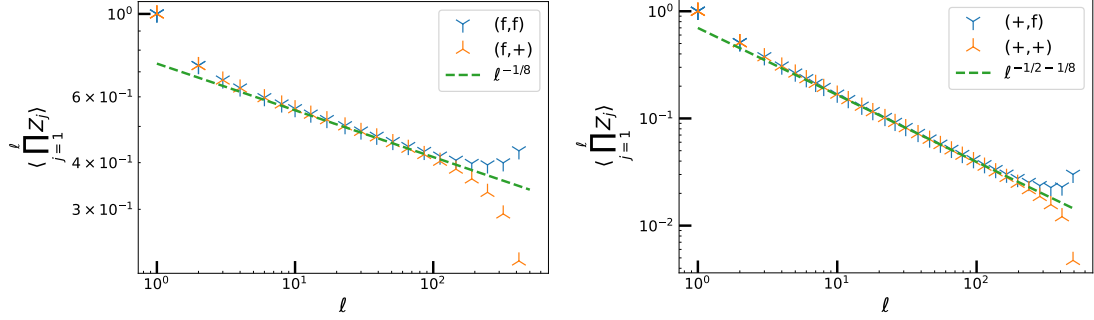 10⁰
6 × 10⁻¹
4 × 10⁻¹
3 × 10⁻¹
⟨ ∏ Z_j ⟩
ℓ
j=1
10⁰ 10¹ 10²
ℓ
(f,f)
(f,+)
ℓ^{−1/8}
10⁰
10⁻¹
10⁻²
⟨ ∏ Z_j ⟩
ℓ
j=1
10⁰ 10¹ 10²
ℓ
(+,f)
(+,+)
ℓ^{−1/2−1/8}